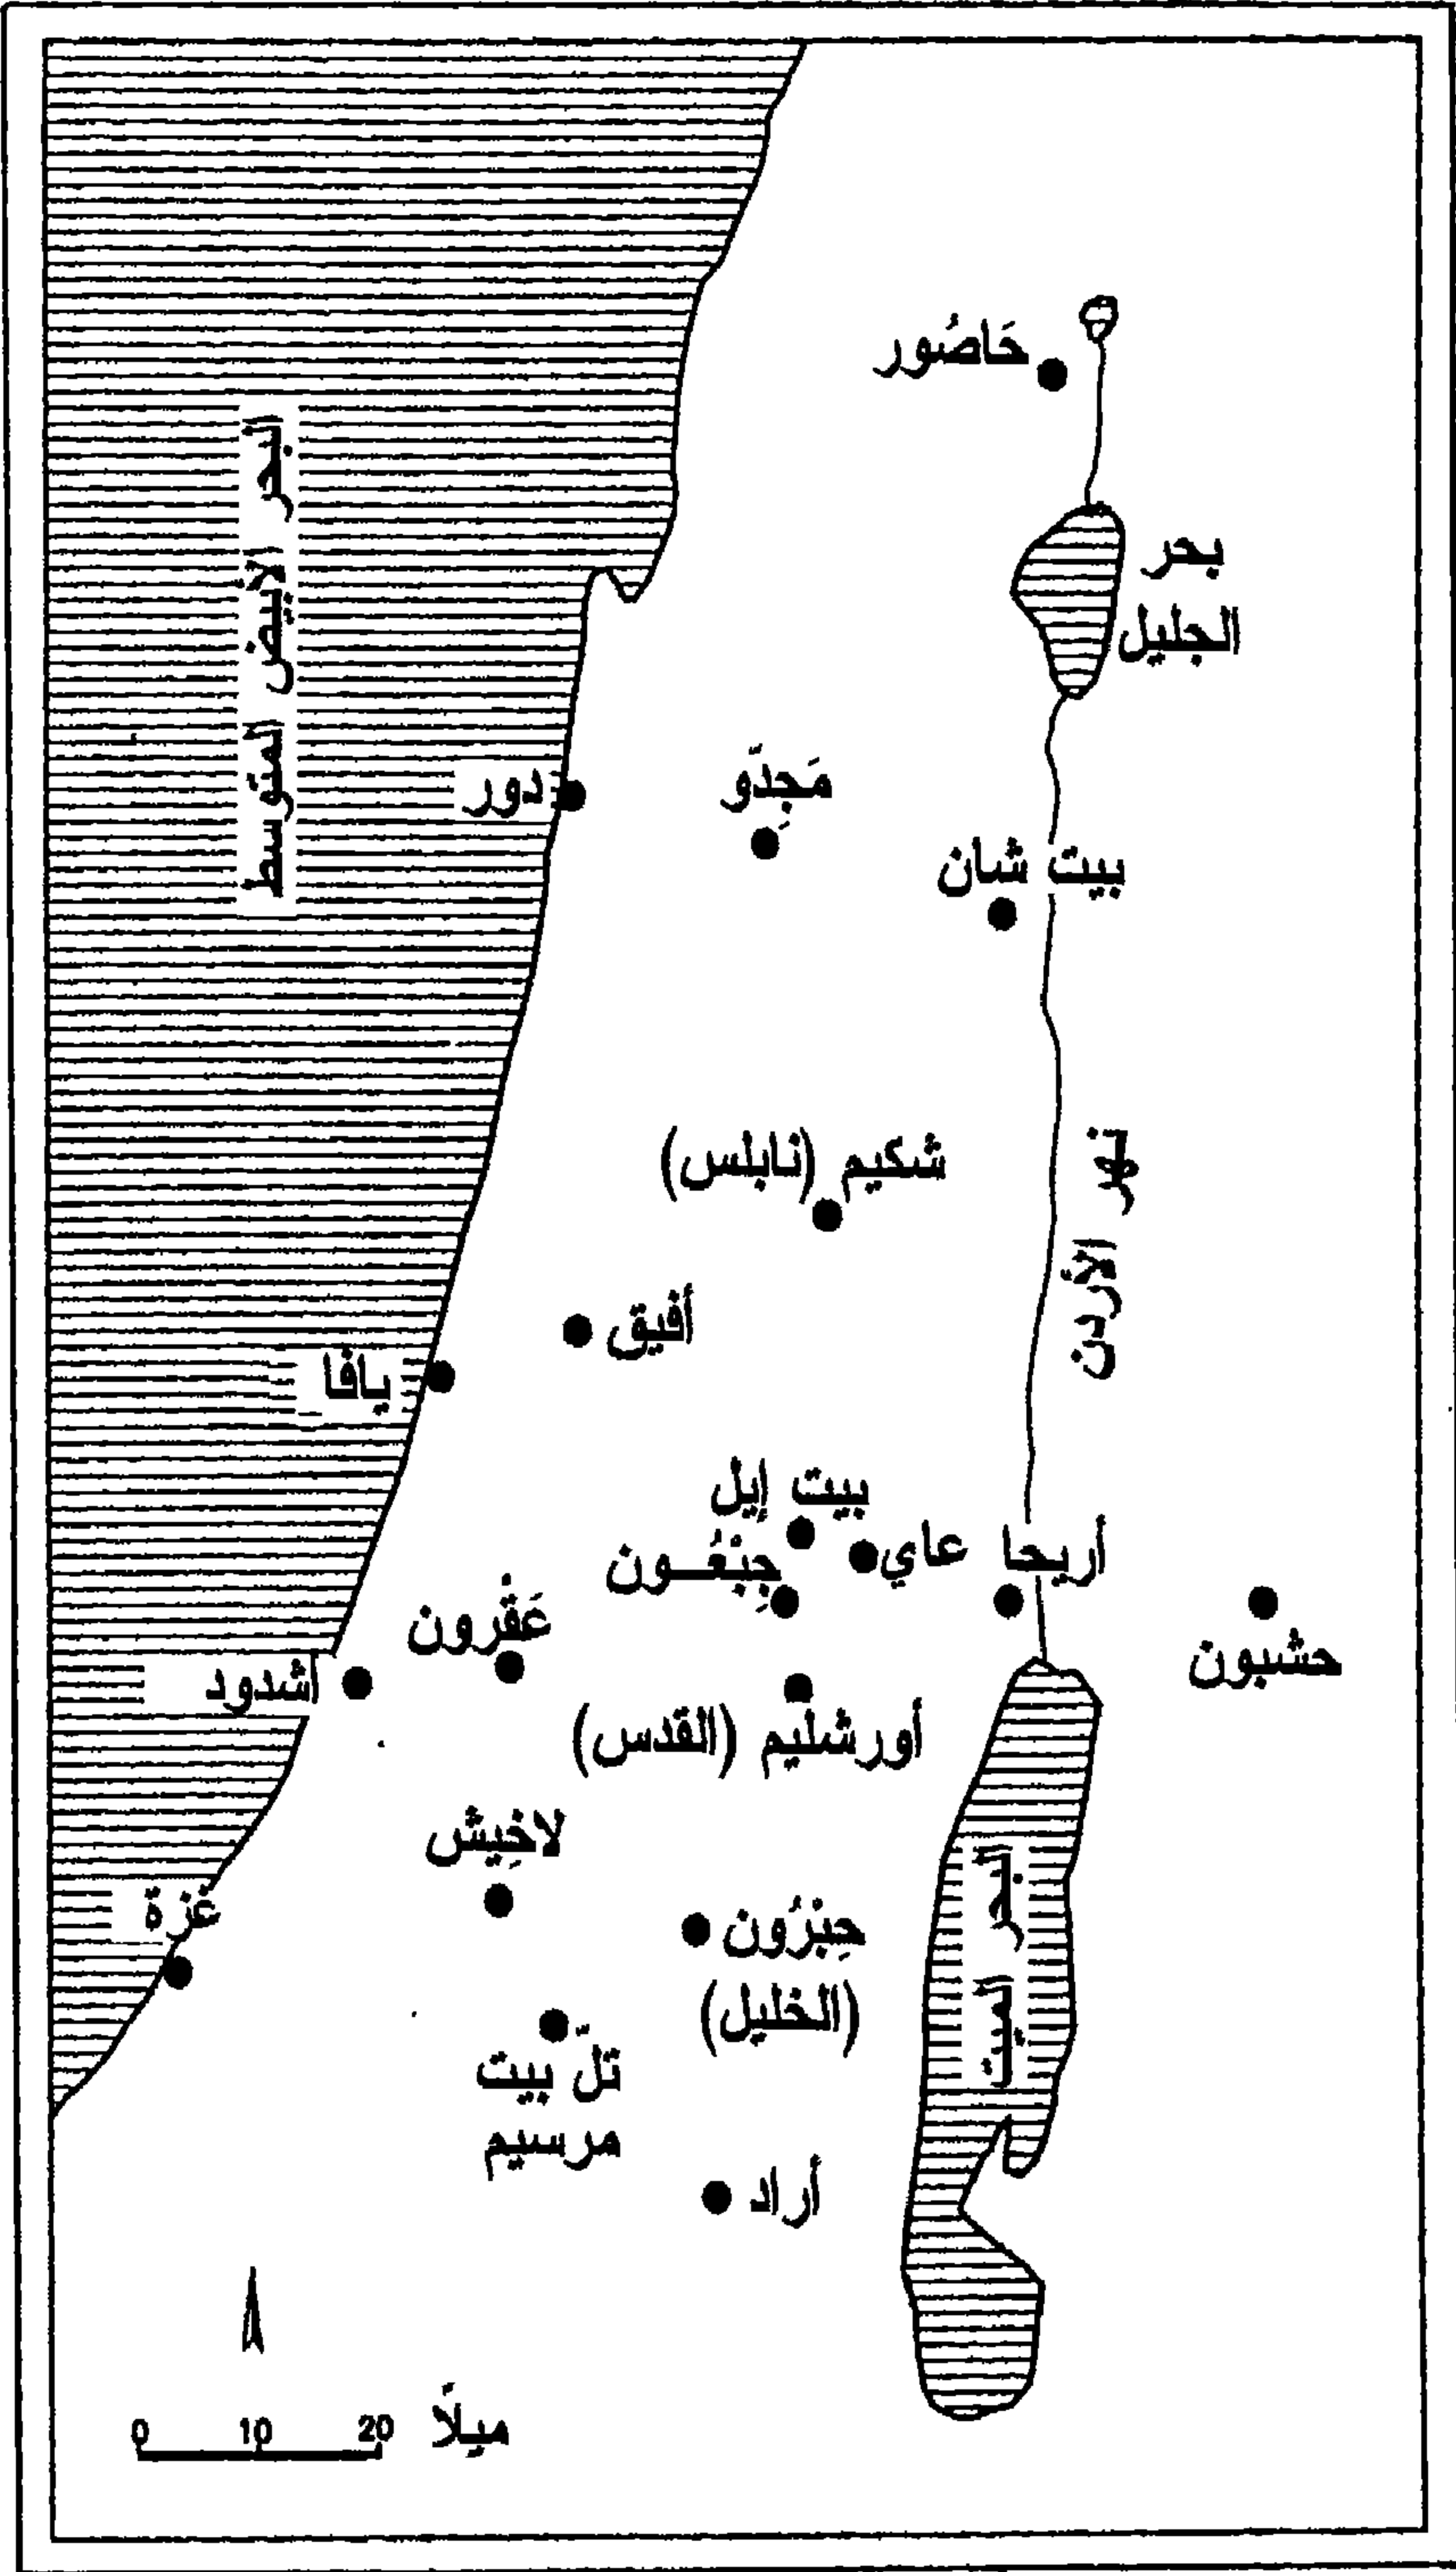 حَاصُور
بحر
الجليل
البحر الأبيض المتوسط
دور
مَجِدّو
بيت شان
شكيم (نابلس)
نهر الأردن
أفيق
يافا
بيت إيل
عاي
أريحا
جِبْعُـون
حشبون
عَقْرون
أشدود
أورشليم (القدس)
لاخِيش
غزة
حِبْرُون
(الخليل)
البحر الميت
تلّ بيت
مرسيم
أراد
0 10 20 ميلًا